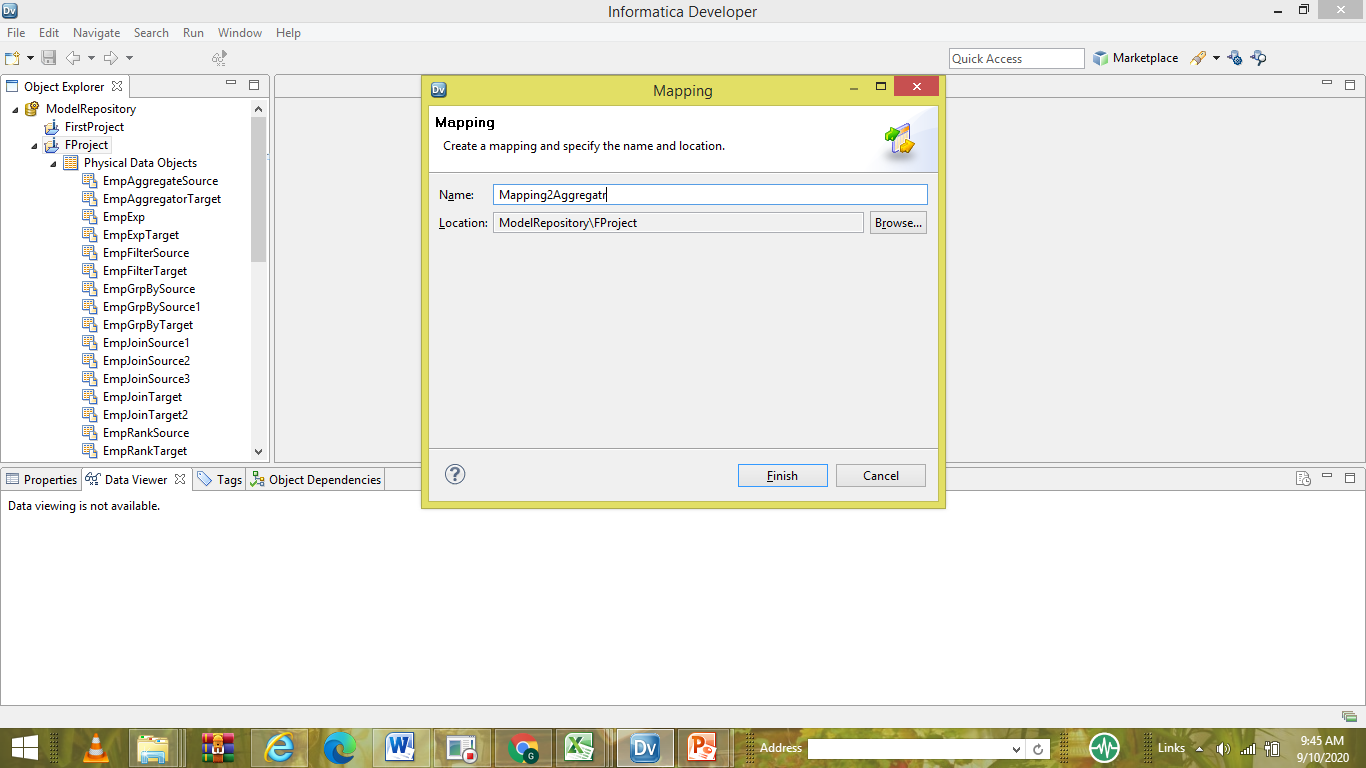 Informatica Developer
File Edit Navigate Search Run Window Help
Quick Access
Marketplace
Object Explorer
ModelRepository
FirstProject
FProject
Physical Data Objects
EmpAggregateSource
EmpAggregatorTarget
EmpExp
EmpExpTarget
EmpFilterSource
EmpFilterTarget
EmpGrpBySource
EmpGrpBySource1
EmpGrpByTarget
EmpJoinSource1
EmpJoinSource2
EmpJoinSource3
EmpJoinTarget
EmpJoinTarget2
EmpRankSource
EmpRankTarget
Mapping
Mapping
Create a mapping and specify the name and location.
Name: Mapping2Aggregatr
Location: ModelRepository\FProject Browse...
Finish Cancel
Properties Data Viewer Tags Object Dependencies
Data viewing is not available.
Address
Links
9:45 AM
9/10/2020